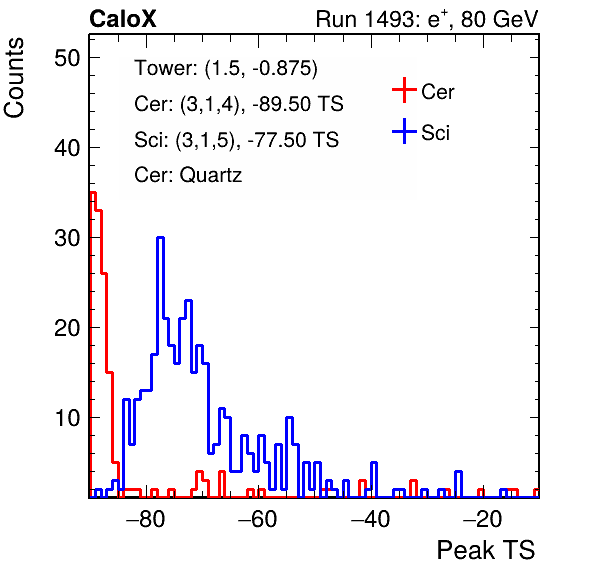 CaloX Run 1493: e⁺, 80 GeV
Counts
50
40
30
20
10
Tower: (1.5, -0.875)
Cer: (3,1,4), -89.50 TS
Sci: (3,1,5), -77.50 TS
Cer: Quartz
Cer
Sci
−80 −60 −40 −20
Peak TS